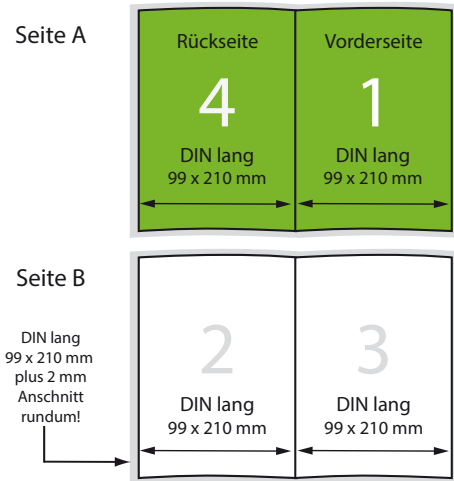 Seite A
Rückseite
4
DIN lang
99 x 210 mm
Vorderseite
1
DIN lang
99 x 210 mm
Seite B
DIN lang
99 x 210 mm
plus 2 mm
Anschnitt
rundum!
2
DIN lang
99 x 210 mm
3
DIN lang
99 x 210 mm